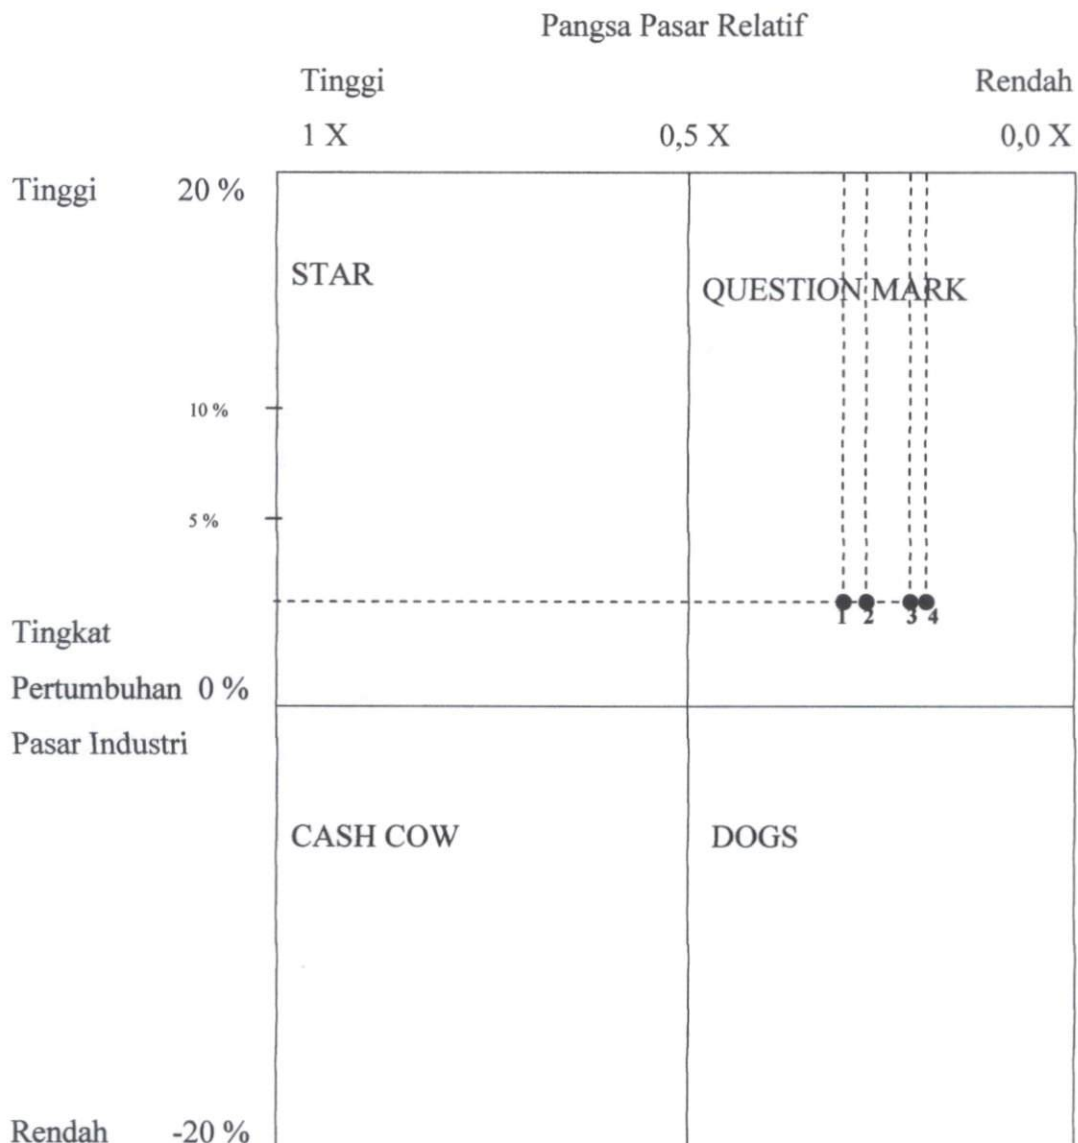 Pangsa Pasar Relatif
Tinggi Rendah
1 X 0,5 X 0,0 X
Tinggi 20 %
STAR
QUESTION MARK
10 %
5 %
1 2 3 4
Tingkat
Pertumbuhan 0 %
Pasar Industri
CASH COW DOGS
Rendah -20 %